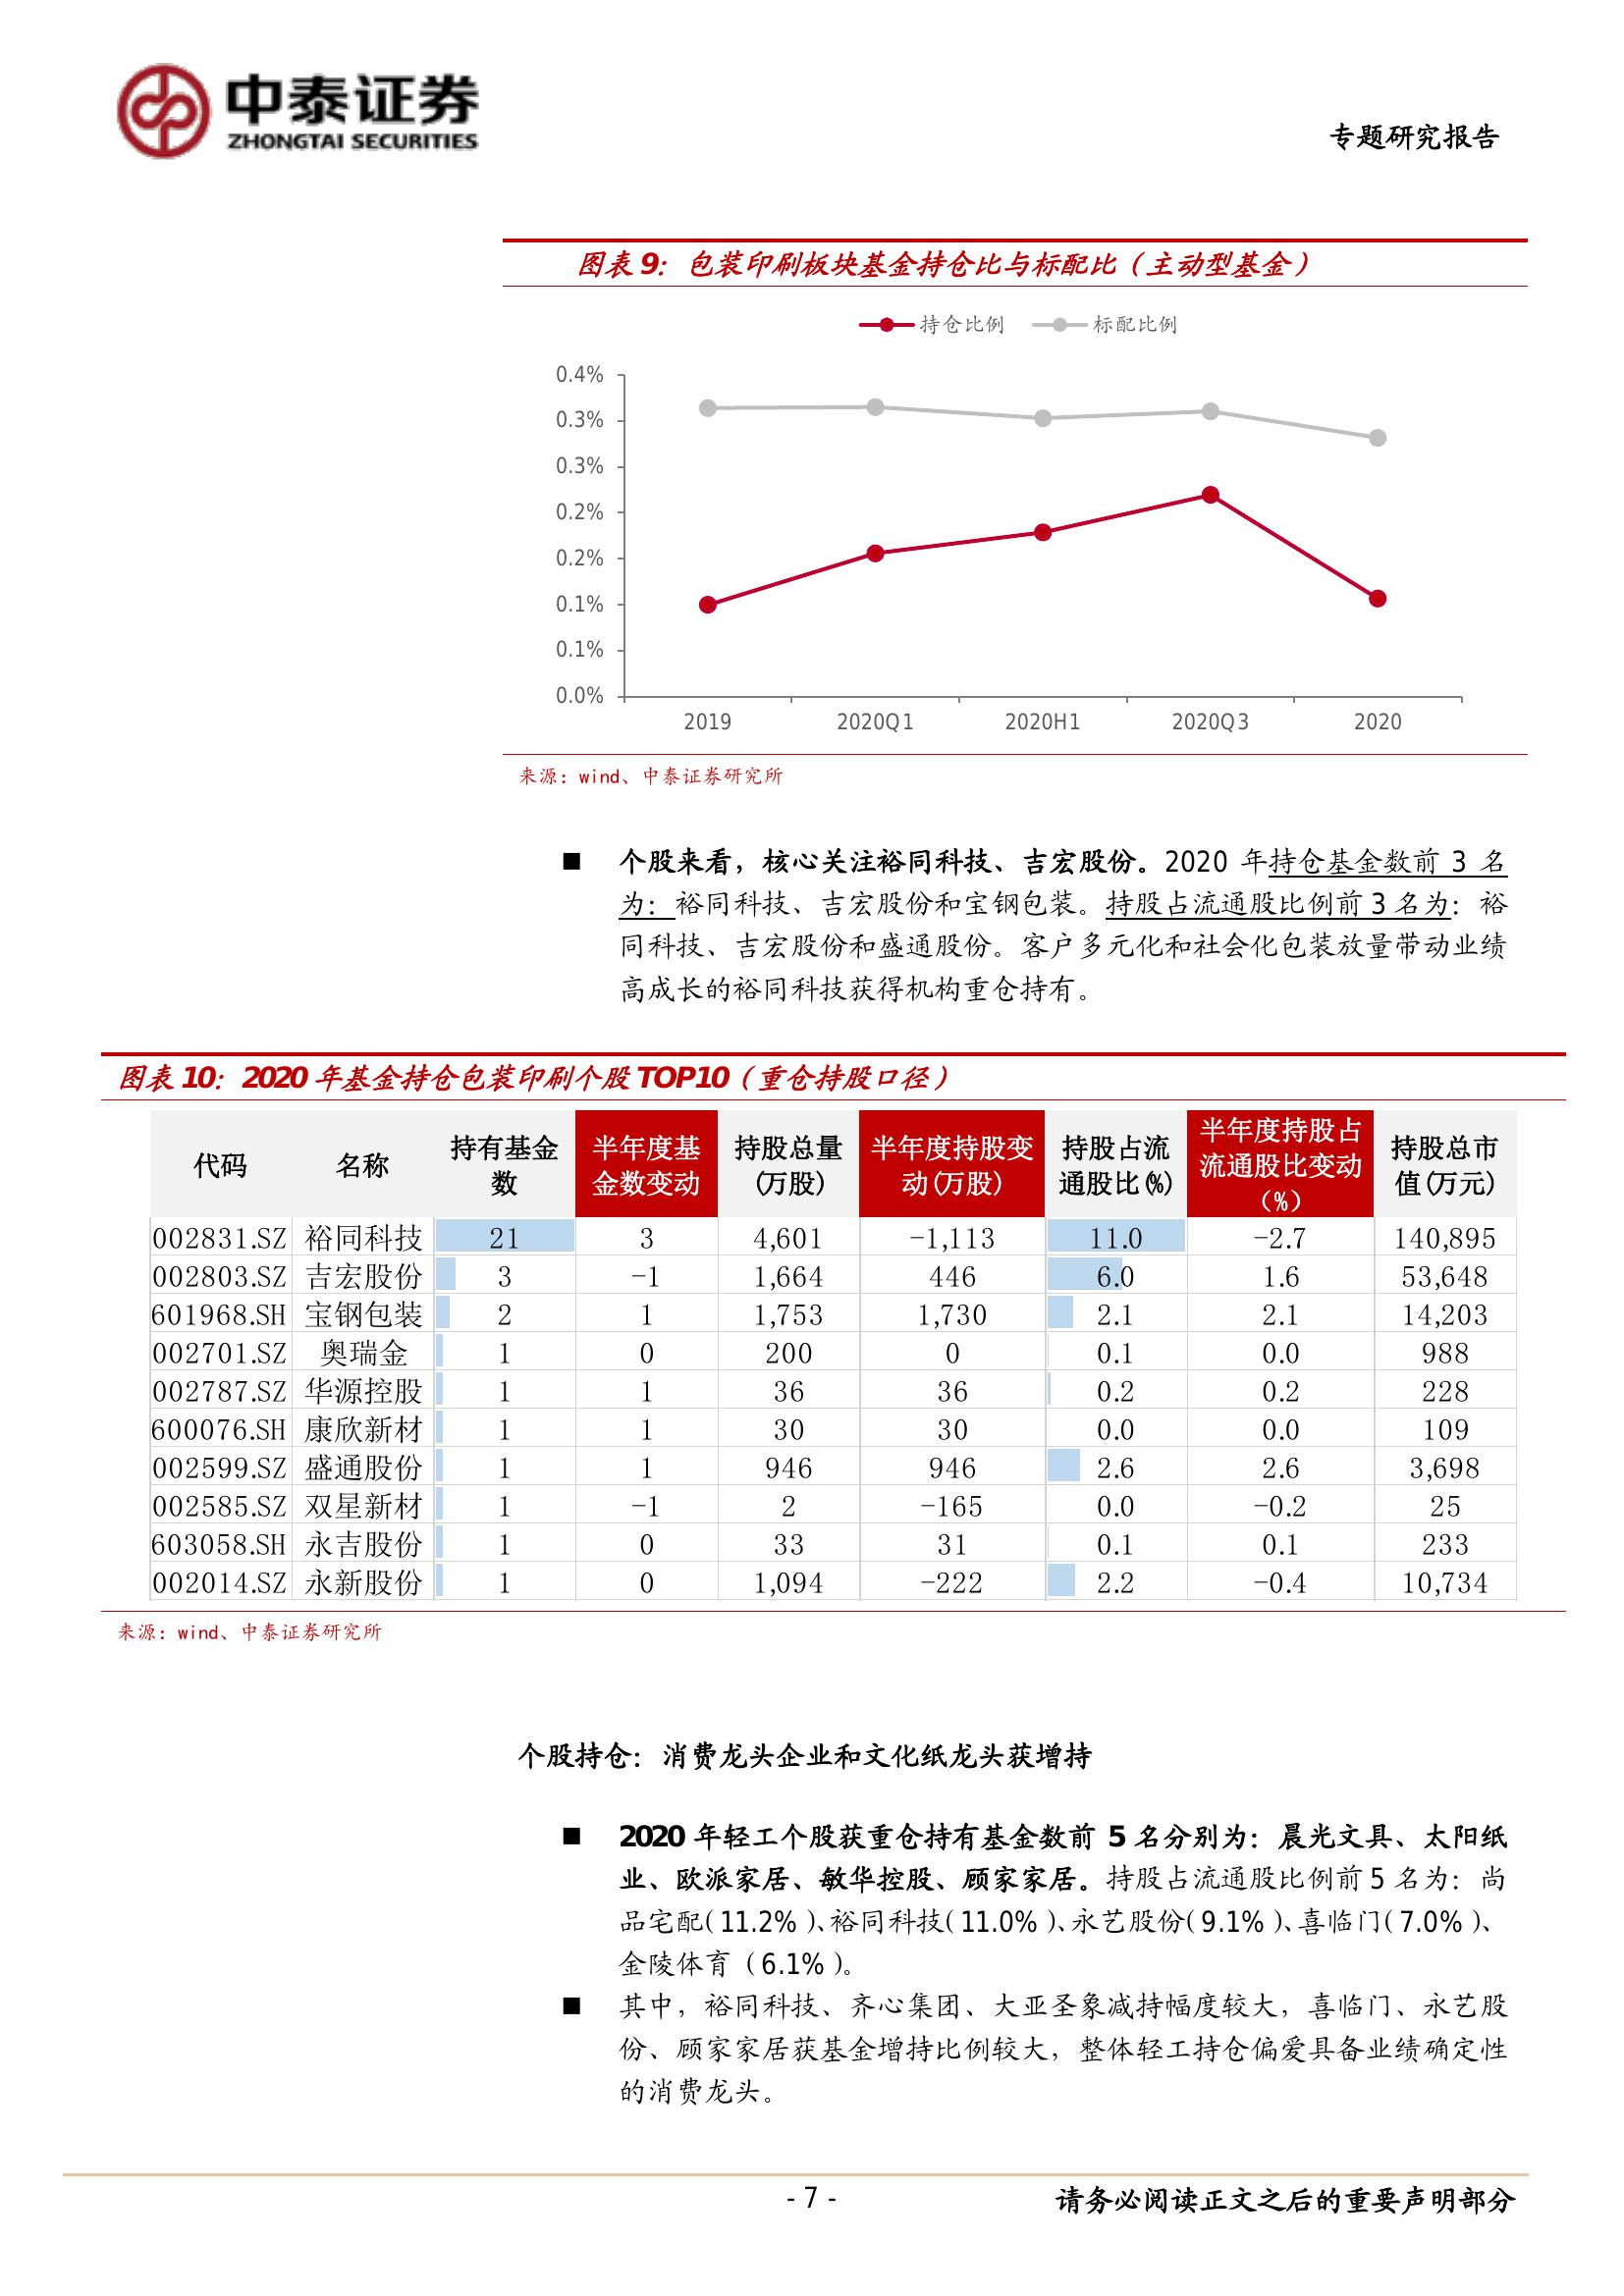 中泰证券
ZHONGTAI SECURITIES
专题研究报告
图表 9：包装印刷板块基金持仓比与标配比（主动型基金）
持仓比例 标配比例
0.4%
0.3%
0.3%
0.2%
0.2%
0.1%
0.1%
0.0%
2019 2020Q1 2020H1 2020Q3 2020
来源：wind、中泰证券研究所
■ 个股来看，核心关注裕同科技、吉宏股份。2020 年持仓基金数前 3 名
为：裕同科技、吉宏股份和宝钢包装。持股占流通股比例前 3 名为：裕
同科技、吉宏股份和盛通股份。客户多元化和社会化包装放量带动业绩
高成长的裕同科技获得机构重仓持有。
图表 10：2020 年基金持仓包装印刷个股 TOP10（重仓持股口径）
代码 名称 持有基金数 半年度基金数变动 持股总量(万股) 半年度持股变动(万股) 持股占流通股比(%) 半年度持股占流通股比变动（%） 持股总市值(万元)
002831.SZ 裕同科技 21 3 4,601 -1,113 11.0 -2.7 140,895
002803.SZ 吉宏股份 3 -1 1,664 446 6.0 1.6 53,648
601968.SH 宝钢包装 2 1 1,753 1,730 2.1 2.1 14,203
002701.SZ 奥瑞金 1 0 200 0 0.1 0.0 988
002787.SZ 华源控股 1 1 36 36 0.2 0.2 228
600076.SH 康欣新材 1 1 30 30 0.0 0.0 109
002599.SZ 盛通股份 1 1 946 946 2.6 2.6 3,698
002585.SZ 双星新材 1 -1 2 -165 0.0 -0.2 25
603058.SH 永吉股份 1 0 33 31 0.1 0.1 233
002014.SZ 永新股份 1 0 1,094 -222 2.2 -0.4 10,734
来源：wind、中泰证券研究所
个股持仓：消费龙头企业和文化纸龙头获增持
■ 2020 年轻工个股获重仓持有基金数前 5 名分别为：晨光文具、太阳纸
业、欧派家居、敏华控股、顾家家居。持股占流通股比例前 5 名为：尚
品宅配（11.2%）、裕同科技（11.0%）、永艺股份（9.1%）、喜临门（7.0%）、
金陵体育（6.1%）。
■ 其中，裕同科技、齐心集团、大亚圣象减持幅度较大，喜临门、永艺股
份、顾家家居获基金增持比例较大，整体轻工持仓偏爱具备业绩确定性
的消费龙头。
- 7 -
请务必阅读正文之后的重要声明部分